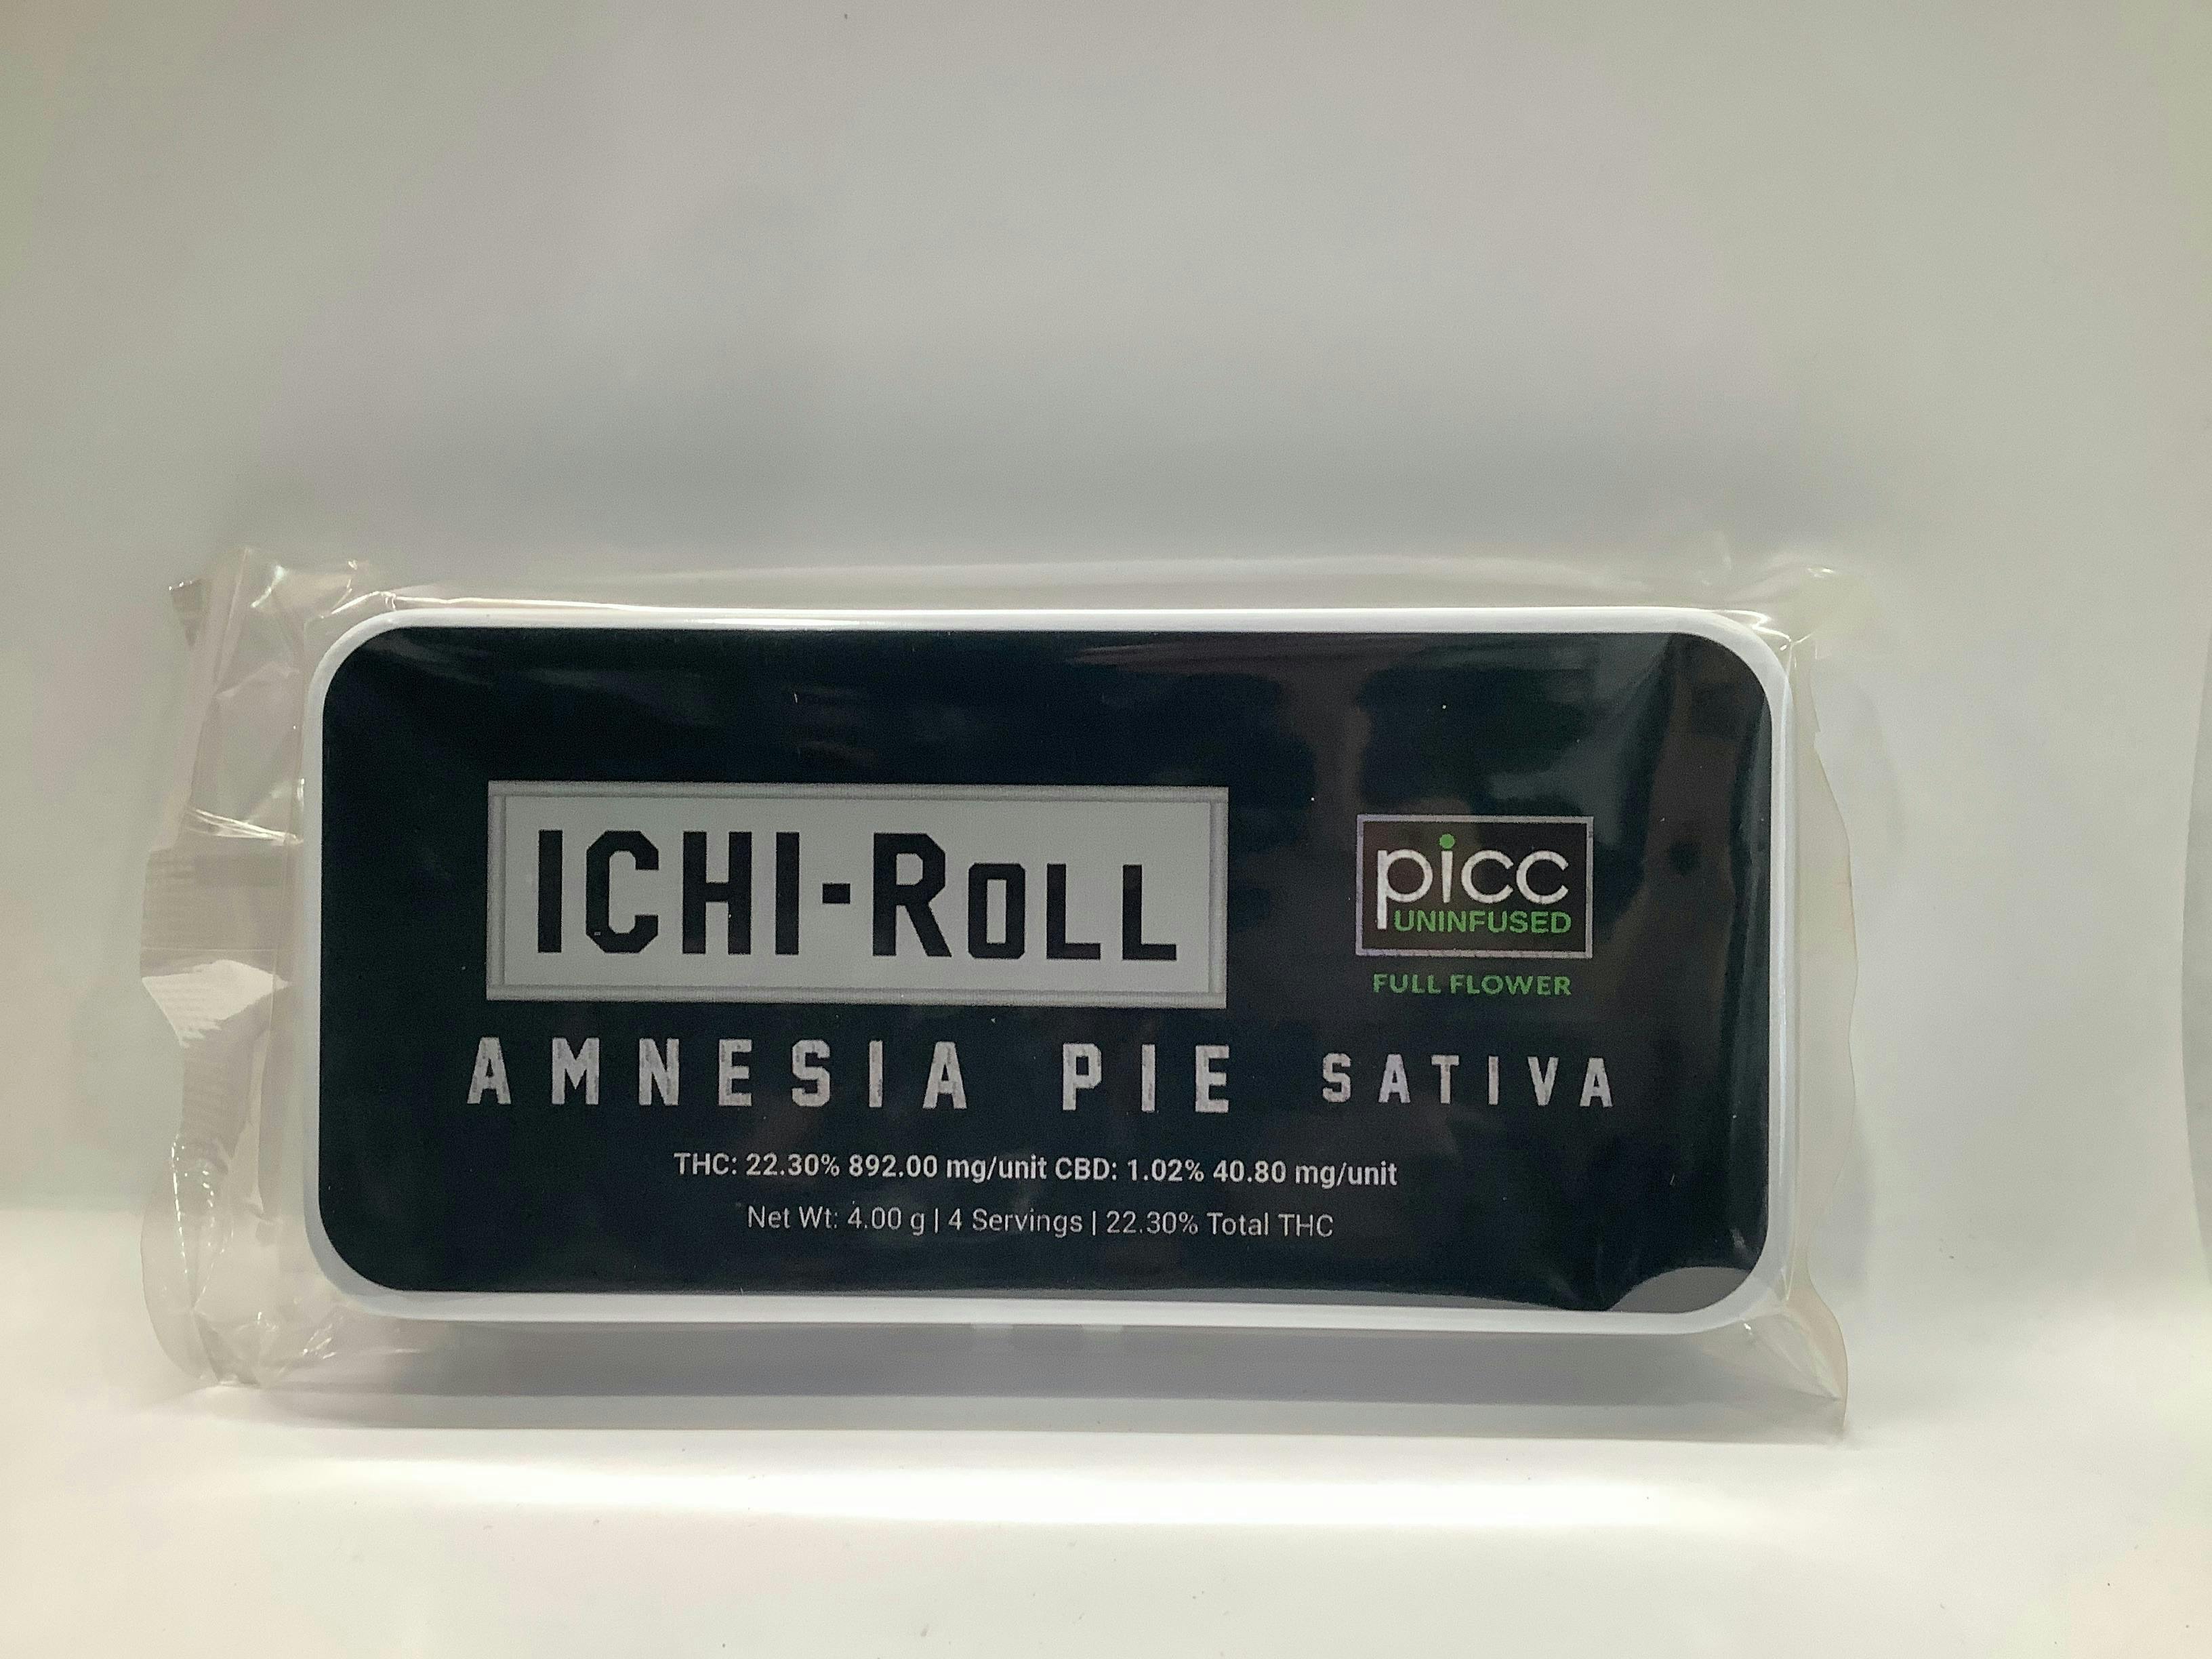 ICHI-ROLL
picc
UNINFUSED
FULL FLOWER
AMNESIA PIE SATIVA
THC: 22.30% 892.00 mg/unit CBD: 1.02% 40.80 mg/unit
Net Wt: 4.00 g | 4 Servings | 22.30% Total THC